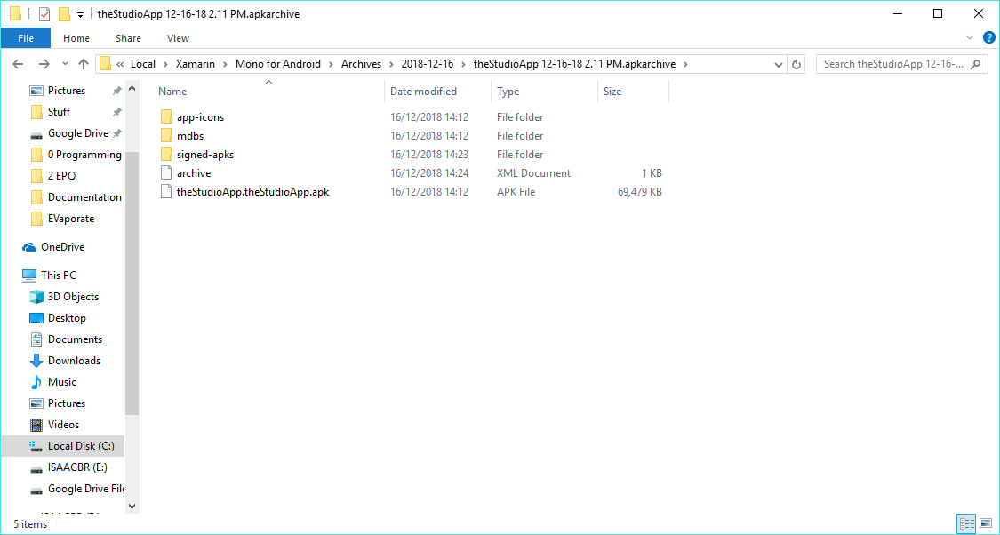 theStudioApp 12-16-18 2.11 PM.apkarchive
File Home Share View
« Local > Xamarin > Mono for Android > Archives > 2018-12-16 > theStudioApp 12-16-18 2.11 PM.apkarchive >
Search theStudioApp 12-16-...
Pictures
Stuff
Google Drive
0 Programming
2 EPQ
Documentation
EVaporate
OneDrive
This PC
3D Objects
Desktop
Documents
Downloads
Music
Pictures
Videos
Local Disk (C:)
ISAACBR (E:)
Google Drive File
Name Date modified Type Size
app-icons 16/12/2018 14:12 File folder
mdbs 16/12/2018 14:12 File folder
signed-apks 16/12/2018 14:23 File folder
archive 16/12/2018 14:24 XML Document 1 KB
theStudioApp.theStudioApp.apk 16/12/2018 14:12 APK File 69,479 KB
5 items